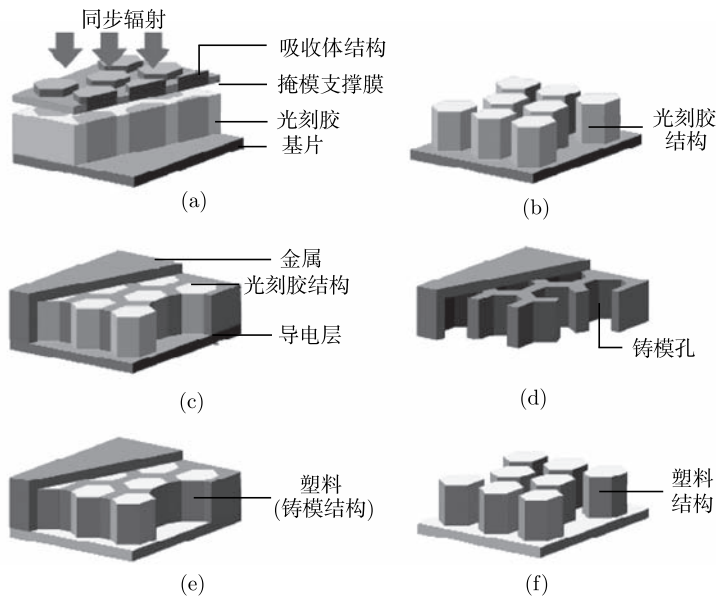 同步辐射
吸收体结构
掩模支撑膜
光刻胶
基片
(a)
光刻胶
结构
(b)
金属
光刻胶结构
导电层
(c)
铸模孔
(d)
塑料
(铸模结构)
(e)
塑料
结构
(f)